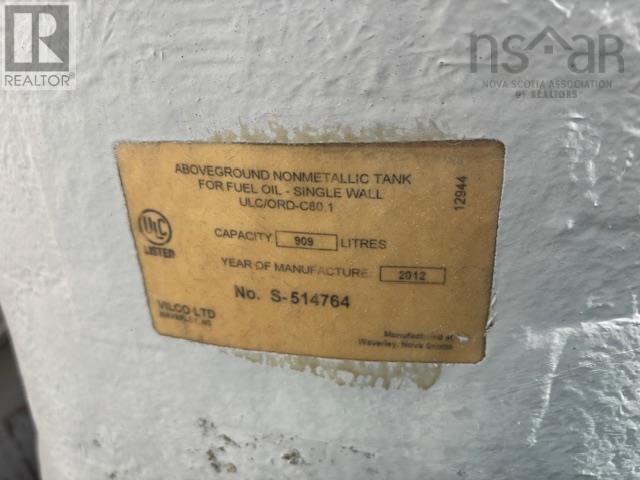 REALTOR®
nsar
NOVA SCOTIA ASSOCIATION
OF REALTORS®
ABOVEGROUND NONMETALLIC TANK
FOR FUEL OIL - SINGLE WALL
ULC/ORD-C80.1
12944
ULC
LISTED
CAPACITY 909 LITRES
YEAR OF MANUFACTURE 2012
No. S-514764
VILCO LTD
WAVERLEY, NS
Manufactured at
Waverley, Nova Scotia